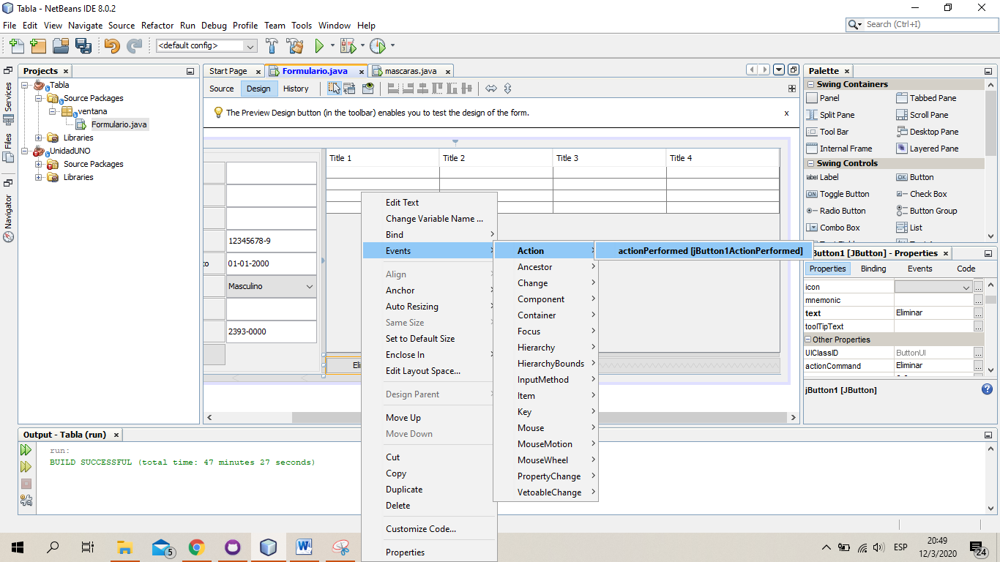 Tabla - NetBeans IDE 8.0.2
File Edit View Navigate Source Refactor Run Debug Profile Team Tools Window Help
Search (Ctrl+I)
<default config>
Services
Files
Navigator
Projects
Tabla
Source Packages
ventana
Formulario.java
Libraries
UnidadUNO
Source Packages
Libraries
Start Page Formulario.java mascaras.java
Source Design History
The Preview Design button (in the toolbar) enables you to test the design of the form. x
Title 1 Title 2 Title 3 Title 4
12345678-9
to 01-01-2000
Masculino
2393-0000
Eli
Edit Text
Change Variable Name ...
Bind
Events
Align
Anchor
Auto Resizing
Same Size
Set to Default Size
Enclose In
Edit Layout Space...
Design Parent
Move Up
Move Down
Cut
Copy
Duplicate
Delete
Customize Code...
Properties
Action
Ancestor
Change
Component
Container
Focus
Hierarchy
HierarchyBounds
InputMethod
Item
Key
Mouse
MouseMotion
MouseWheel
PropertyChange
VetoableChange
actionPerformed [jButton1ActionPerformed]
Palette
Swing Containers
Panel Tabbed Pane
Split Pane Scroll Pane
Tool Bar Desktop Pane
Internal Frame Layered Pane
Swing Controls
label Label OK Button
ON Toggle Button Check Box
Radio Button Button Group
Combo Box List
Button1 [JButton] - Properties
Properties Binding Events Code
icon
mnemonic
text Eliminar
toolTipText
Other Properties
UIClassID ButtonUI
actionCommand Eliminar
jButton1 [JButton]
Output - Tabla (run)
run:
BUILD SUCCESSFUL (total time: 47 minutes 27 seconds)
5
ESP
20:49
12/3/2020
24